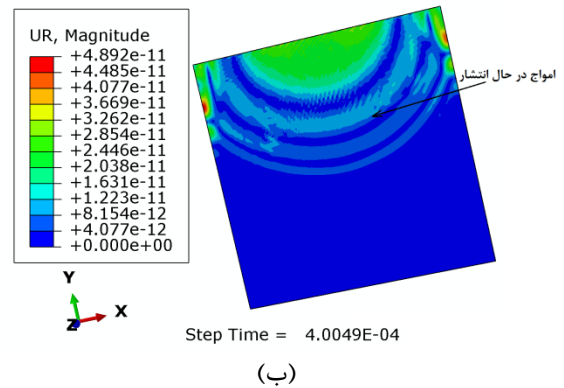 UR, Magnitude
+4.892e-11
+4.485e-11
+4.077e-11
+3.669e-11
+3.262e-11
+2.854e-11
+2.446e-11
+2.038e-11
+1.631e-11
+1.223e-11
+8.154e-12
+4.077e-12
+0.000e+00
امواج در حال انتشار
Y
Z
X
Step Time = 4.0049E-04
(ب)